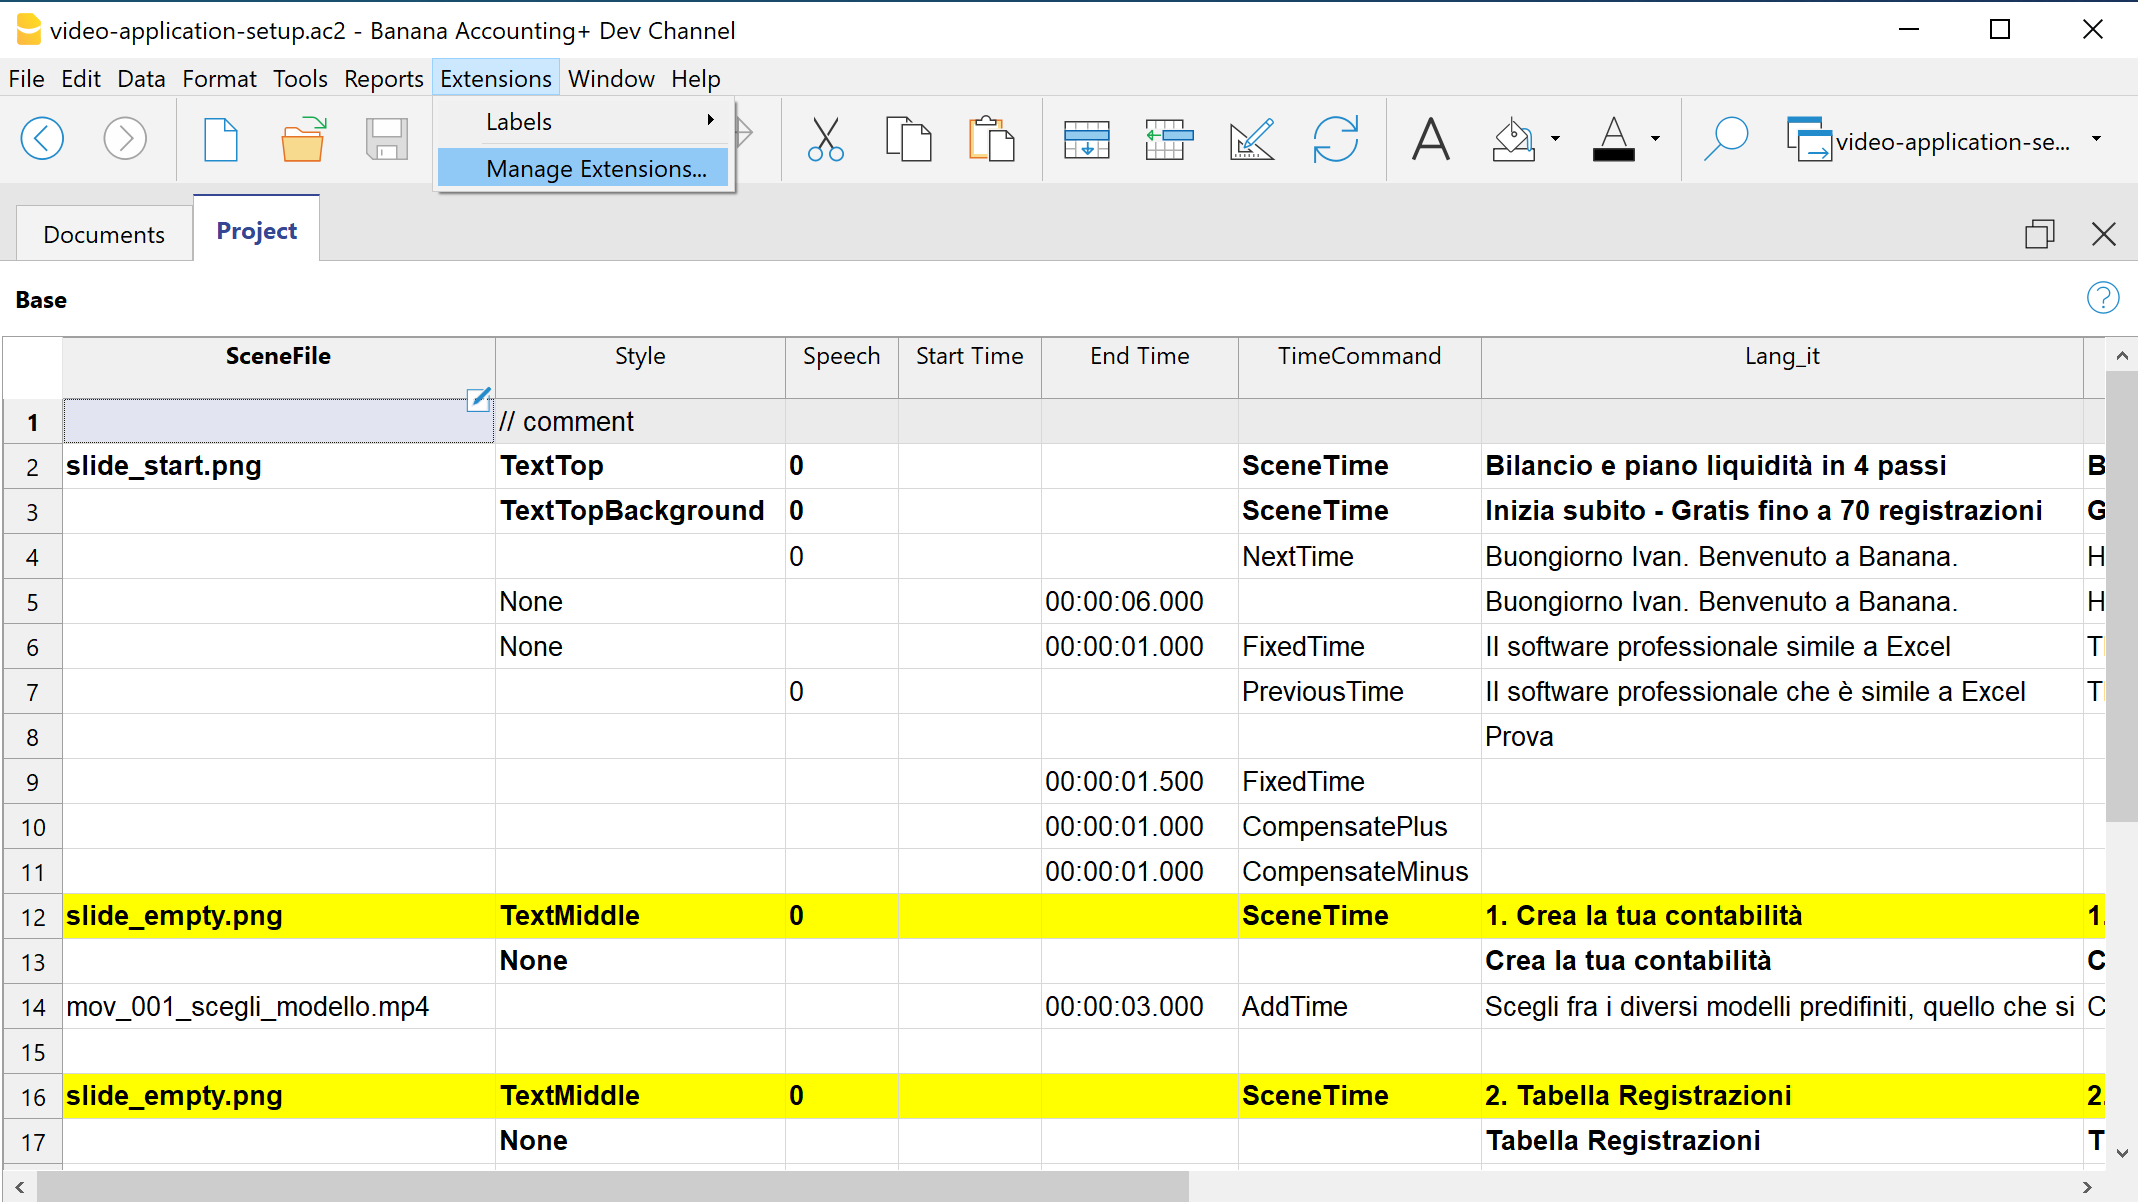 video-application-setup.ac2 - Banana Accounting+ Dev Channel
File Edit Data Format Tools Reports Extensions Window Help
Labels
Manage Extensions...
video-application-se...
Documents Project
Base
SceneFile Style Speech Start Time End Time TimeCommand Lang_it
1 // comment
2 slide_start.png TextTop 0 SceneTime Bilancio e piano liquidità in 4 passi B
3 TextTopBackground 0 SceneTime Inizia subito - Gratis fino a 70 registrazioni G
4 0 NextTime Buongiorno Ivan. Benvenuto a Banana. H
5 None 00:00:06.000 Buongiorno Ivan. Benvenuto a Banana. H
6 None 00:00:01.000 FixedTime Il software professionale simile a Excel T
7 0 PreviousTime Il software professionale che è simile a Excel T
8 Prova
9 00:00:01.500 FixedTime
10 00:00:01.000 CompensatePlus
11 00:00:01.000 CompensateMinus
12 slide_empty.png TextMiddle 0 SceneTime 1. Crea la tua contabilità 1.
13 None Crea la tua contabilità C
14 mov_001_scegli_modello.mp4 00:00:03.000 AddTime Scegli fra i diversi modelli predifiniti, quello che si C
15
16 slide_empty.png TextMiddle 0 SceneTime 2. Tabella Registrazioni 2.
17 None Tabella Registrazioni T